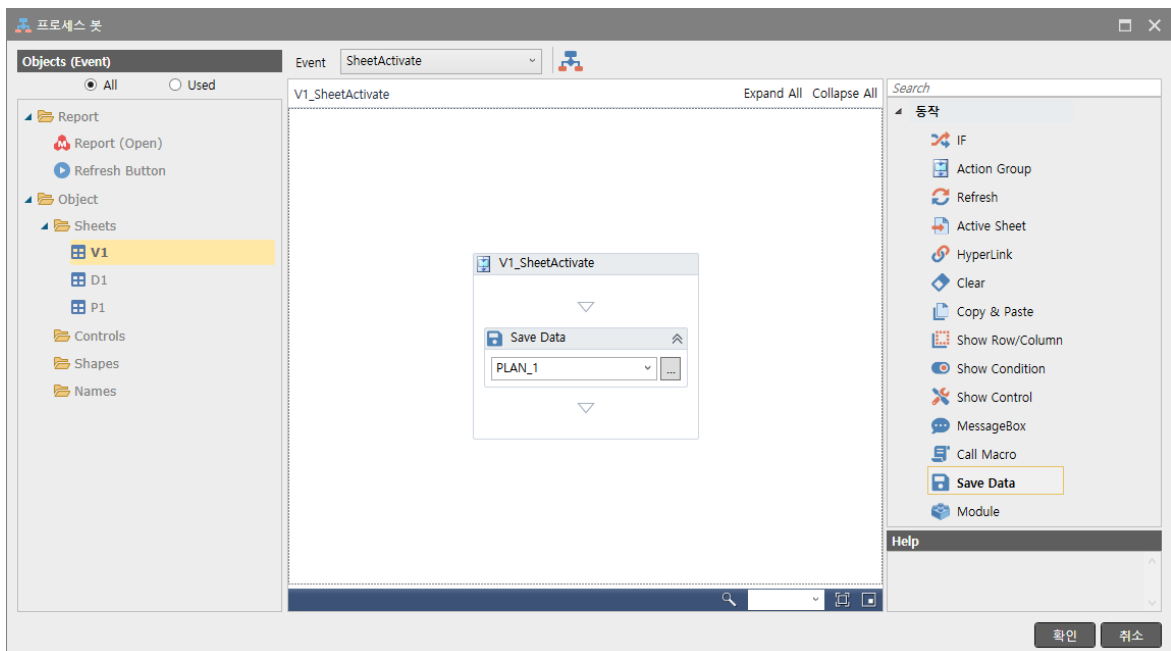 프로세스 봇
Objects (Event)
All
Used
Report
Report (Open)
Refresh Button
Object
Sheets
V1
D1
P1
Controls
Shapes
Names
Event
SheetActivate
V1_SheetActivate
Expand All
Collapse All
V1_SheetActivate
Save Data
PLAN_1
...
Search
동작
IF
Action Group
Refresh
Active Sheet
HyperLink
Clear
Copy & Paste
Show Row/Column
Show Condition
Show Control
MessageBox
Call Macro
Save Data
Module
Help
확인
취소